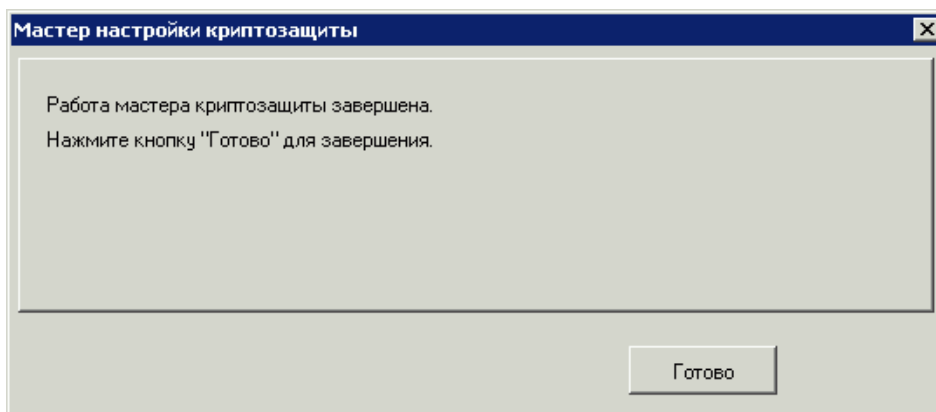 Мастер настройки криптозащиты
Работа мастера криптозащиты завершена.
Нажмите кнопку "Готово" для завершения.
Готово